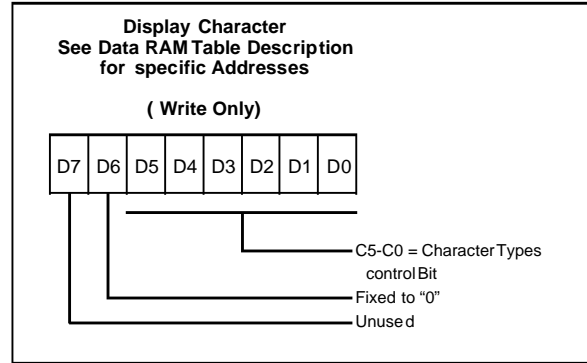 Display Character
See Data RAM Table Description
for specific Addresses
( Write Only)
D7 D6 D5 D4 D3 D2 D1 D0
C5-C0 = Character Types
control Bit
Fixed to “0”
Unused